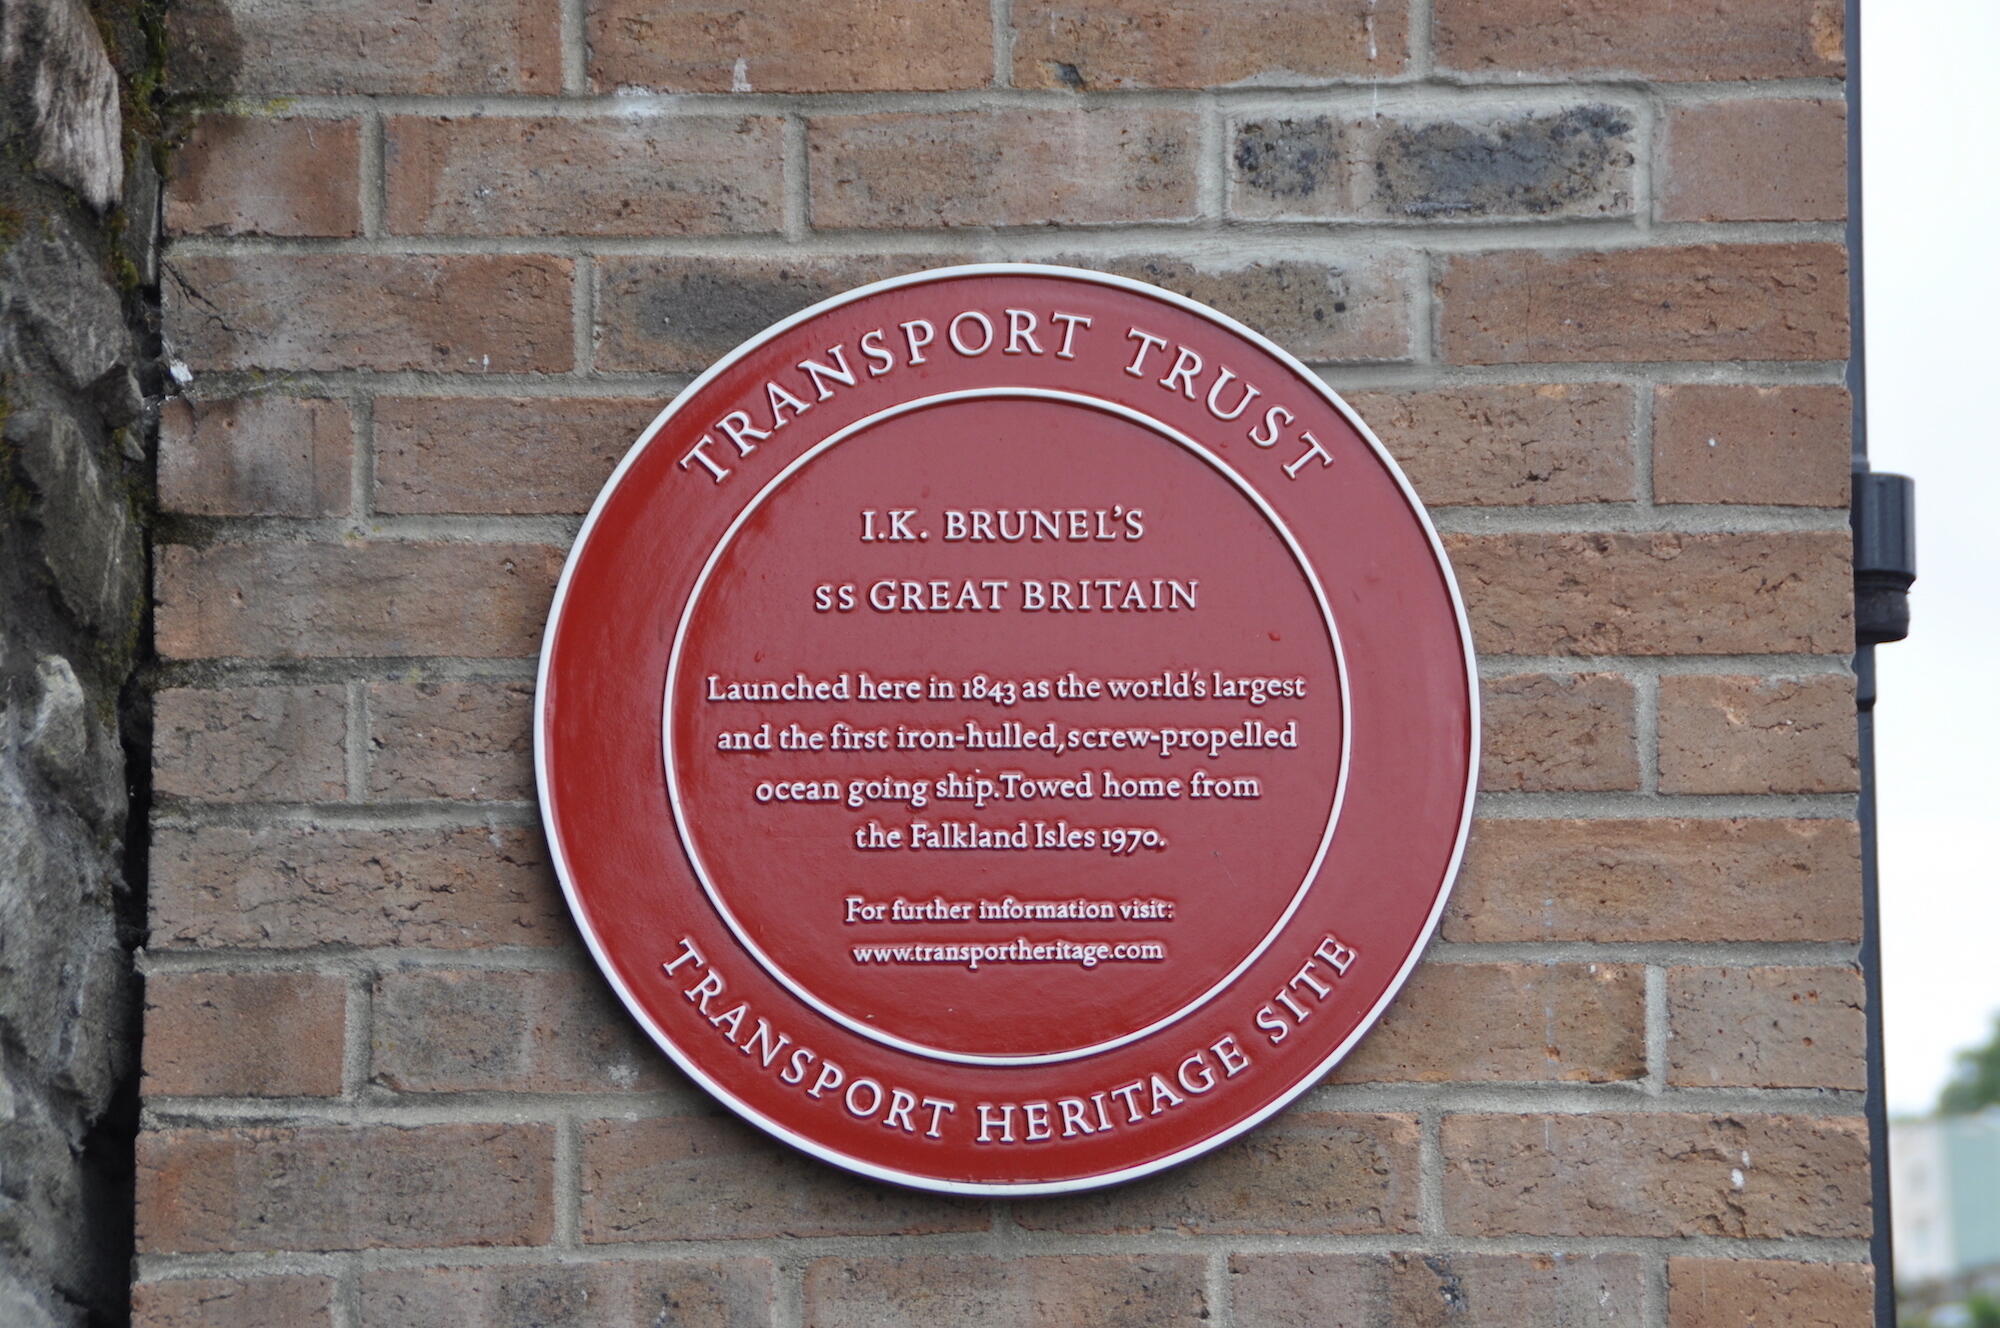 TRANSPORT TRUST
I.K. BRUNEL'S
SS GREAT BRITAIN
Launched here in 1843 as the world's largest
and the first iron-hulled, screw-propelled
ocean going ship. Towed home from
the Falkland Isles 1970.
For further information visit:
www.transportheritage.com
TRANSPORT HERITAGE SITE